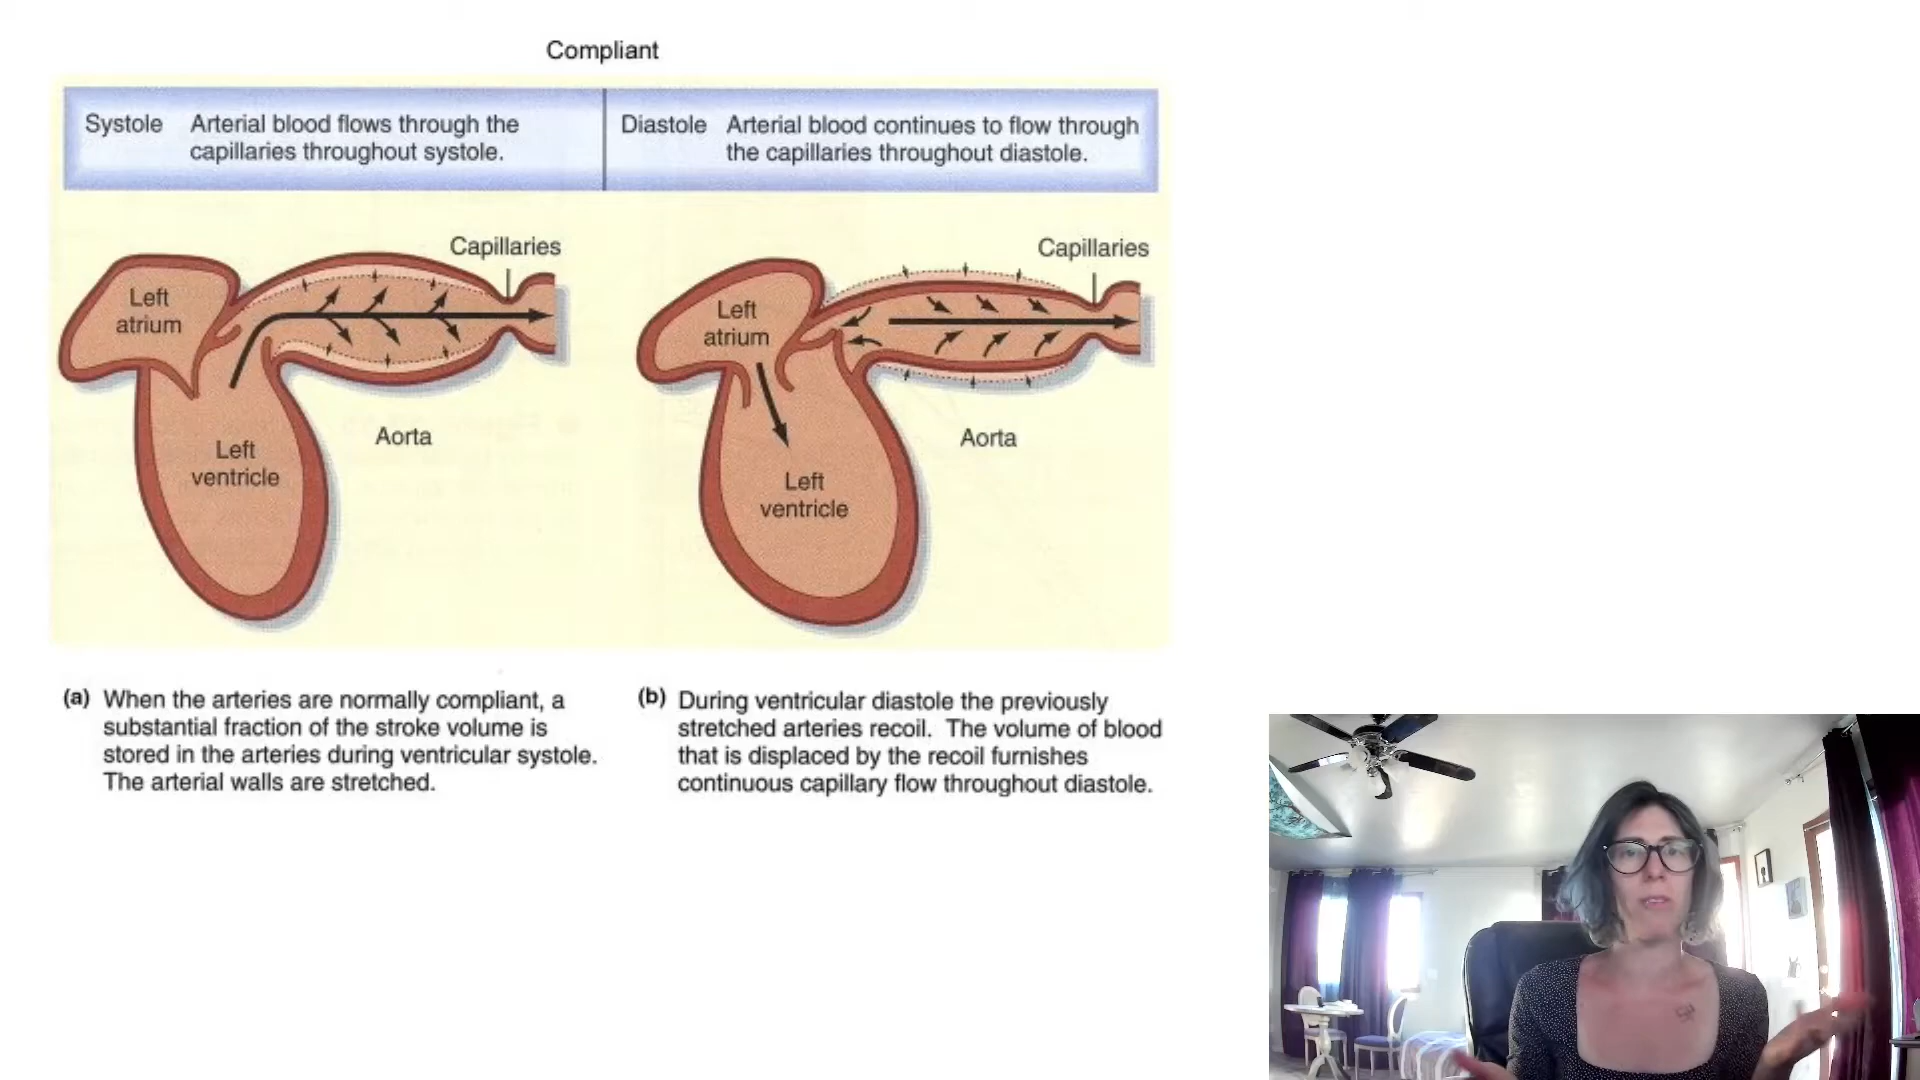 Compliant
Systole Arterial blood flows through the
capillaries throughout systole.
Diastole Arterial blood continues to flow through
the capillaries throughout diastole.
Capillaries
Left
atrium
Left
ventricle
Aorta
Capillaries
Left
atrium
Left
ventricle
Aorta
(a) When the arteries are normally compliant, a
substantial fraction of the stroke volume is
stored in the arteries during ventricular systole.
The arterial walls are stretched.
(b) During ventricular diastole the previously
stretched arteries recoil. The volume of blood
that is displaced by the recoil furnishes
continuous capillary flow throughout diastole.